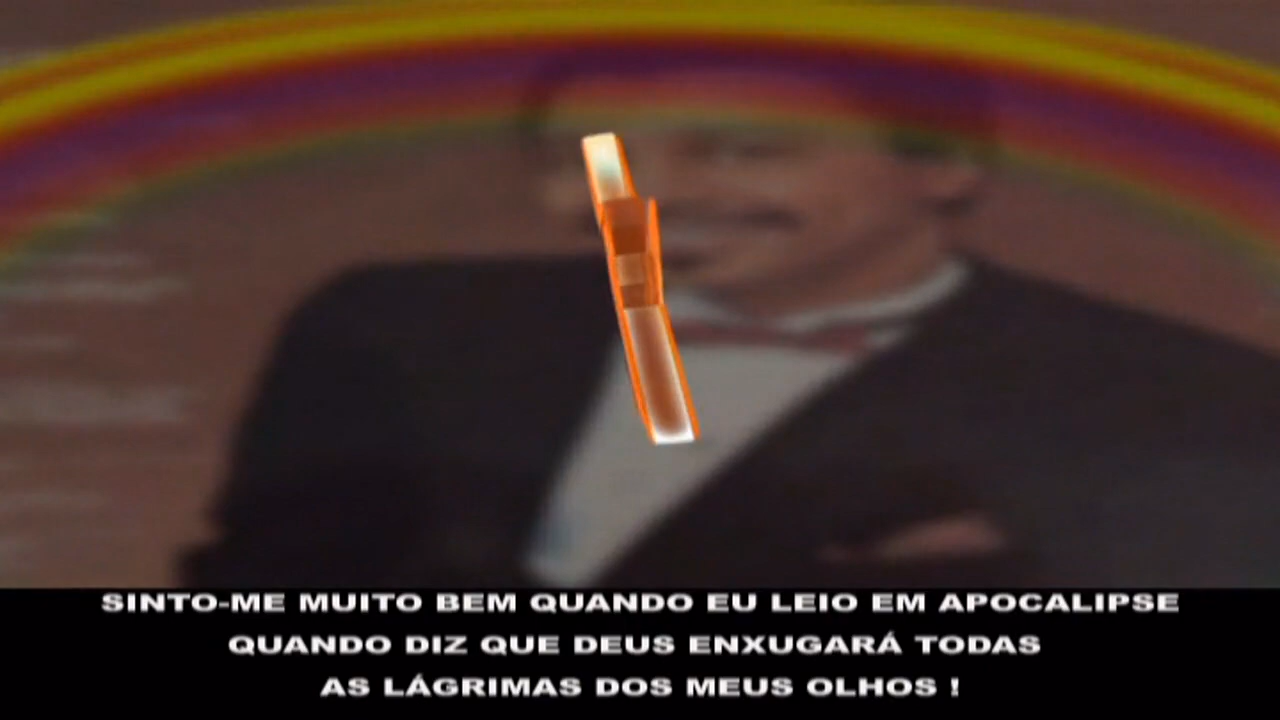 SINTO-ME MUITO BEM QUANDO EU LEIO EM APOCALIPSE
QUANDO DIZ QUE DEUS ENXUGARÁ TODAS
AS LÁGRIMAS DOS MEUS OLHOS !